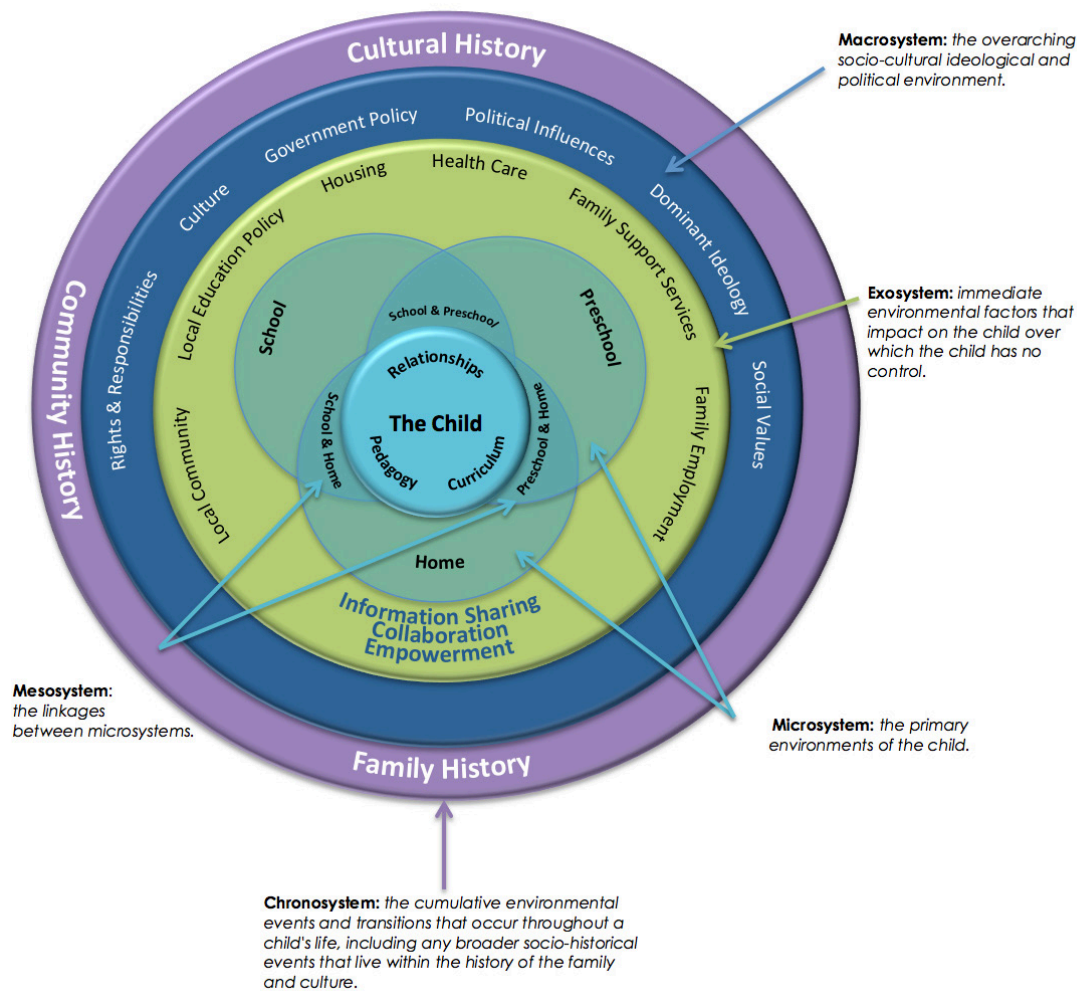 Cultural History
Community History
Family History
Macrosystem: the overarching
socio-cultural ideological and
political environment.
Rights & Responsibilities
Culture
Government Policy
Political Influences
Dominant Ideology
Social Values
Exosystem: immediate
environmental factors that
impact on the child over
which the child has no
control.
Local Community
Local Education Policy
Housing
Health Care
Family Support Services
Family Employment
School
Preschool
Home
School & Preschool
School & Home
Preschool & Home
Relationships
The Child
Pedagogy
Curriculum
Information Sharing
Collaboration
Empowerment
Mesosystem:
the linkages
between microsystems.
Microsystem: the primary
environments of the child.
Chronosystem: the cumulative environmental
events and transitions that occur throughout a
child's life, including any broader socio-historical
events that live within the history of the family
and culture.